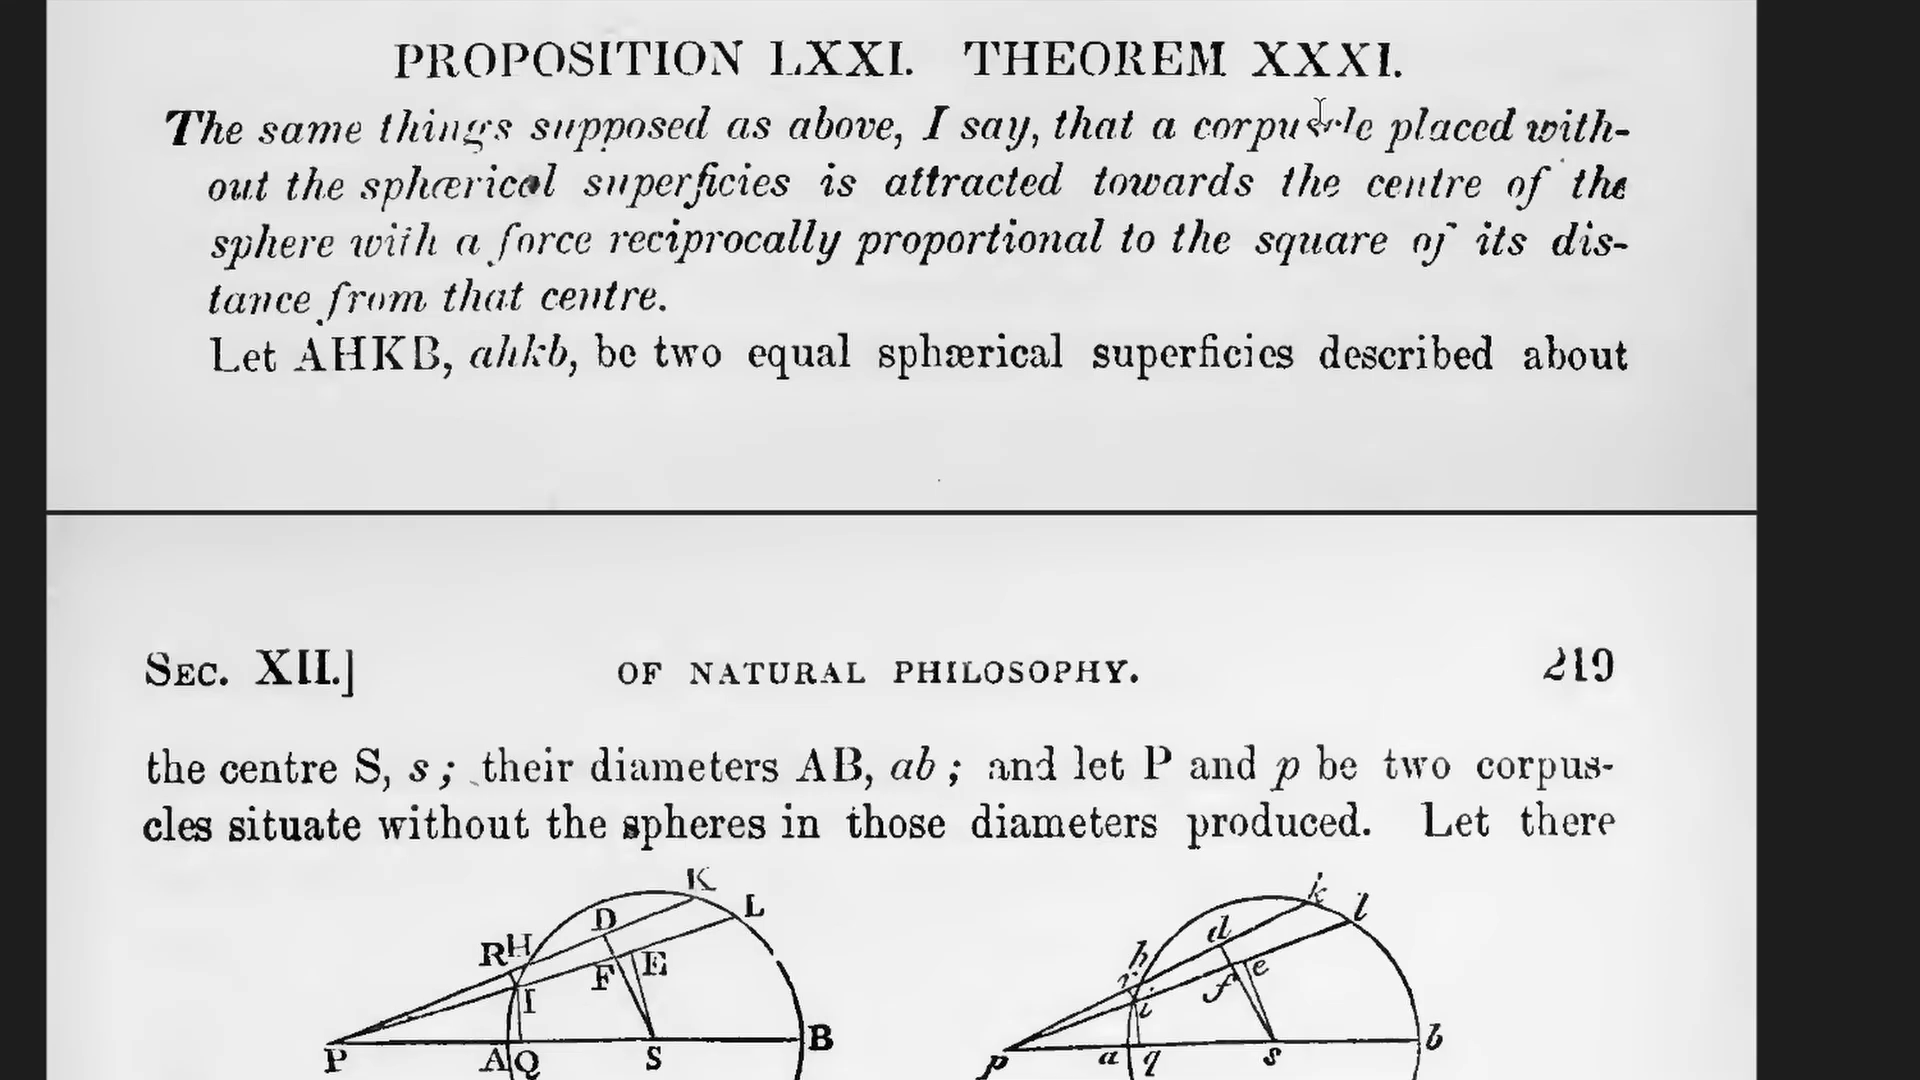 PROPOSITION LXXI. THEOREM XXXI.
The same things supposed as above, I say, that a corpuscle placed with-
out the sphærical superficies is attracted towards the centre of the
sphere with a force reciprocally proportional to the square of its dis-
tance from that centre.
Let AHKB, ahkb, be two equal sphærical superficies described about
SEC. XII.] OF NATURAL PHILOSOPHY. 219
the centre S, s; their diameters AB, ab; and let P and p be two corpus-
cles situate without the spheres in those diameters produced. Let there
K
L
D
R H
E
F
I
P A Q S B
k
l
d
h
r
e
f
i
p a q s b